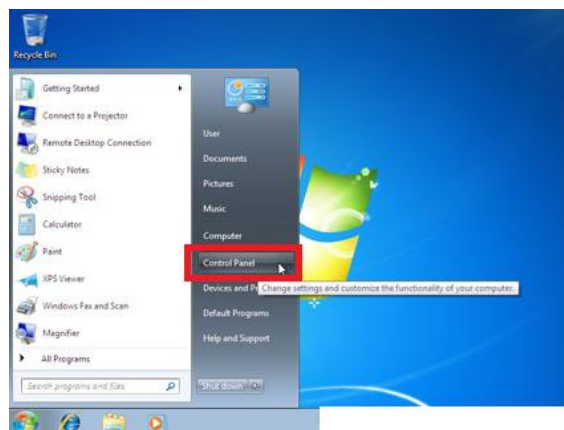 Recycle Bin
Getting Started
Connect to a Projector
Remote Desktop Connection
Sticky Notes
Snipping Tool
Calculator
Paint
XPS Viewer
Windows Fax and Scan
Magnifier
All Programs
Search programs and files
User
Documents
Pictures
Music
Computer
Control Panel
Devices and P
Change settings and customize the functionality of your computer.
Default Programs
Help and Support
Shut down